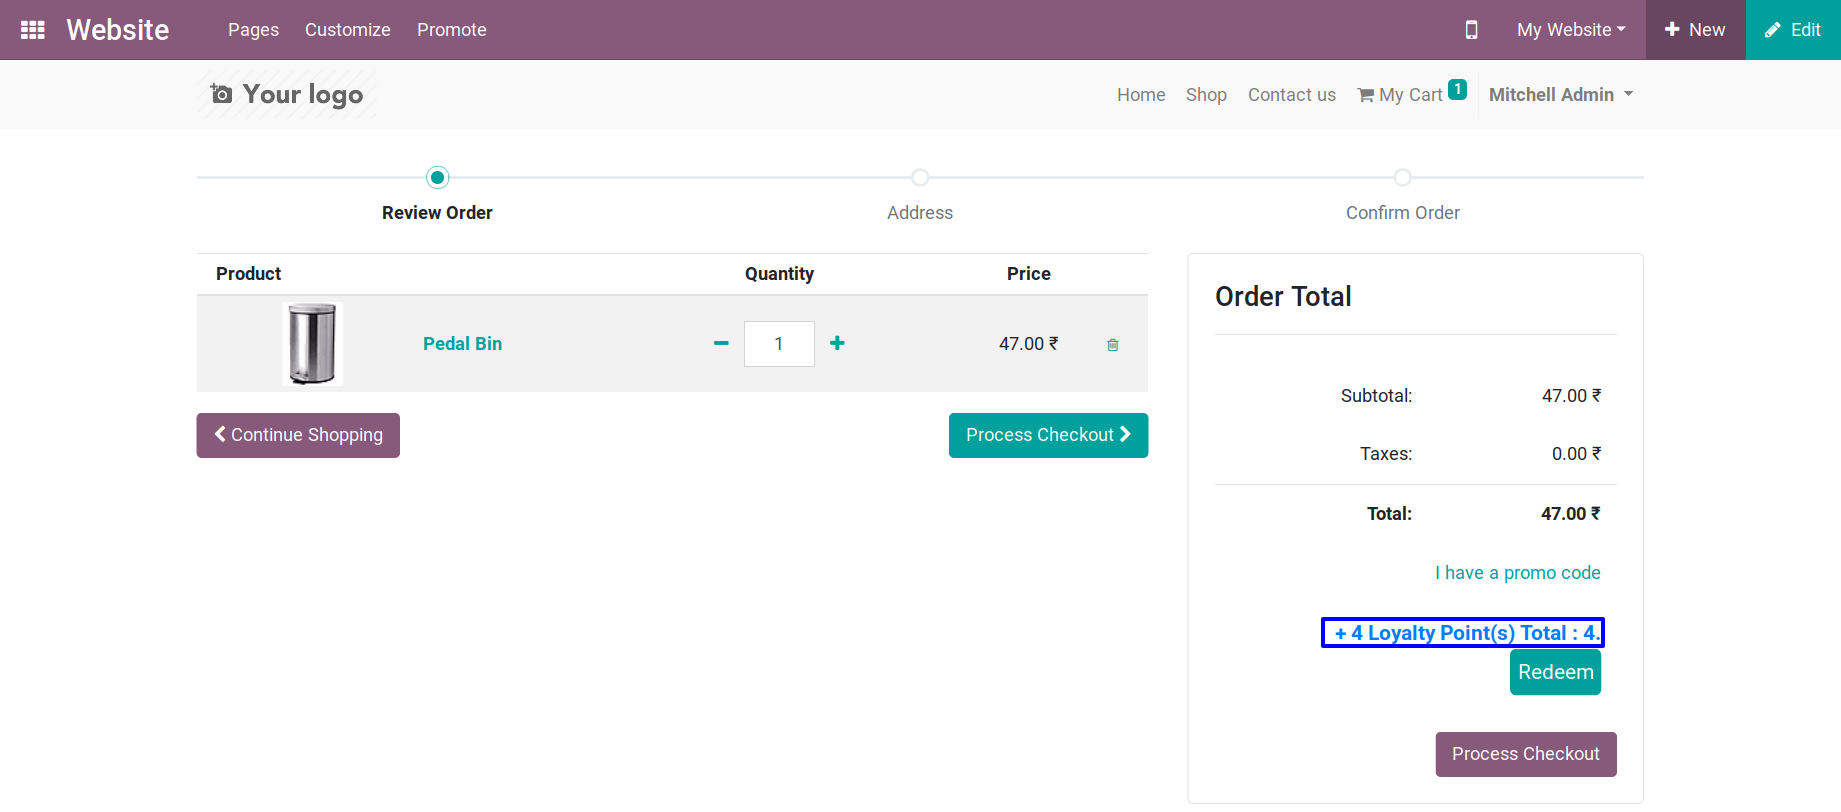 Website Pages Customize Promote My Website New Edit
Your logo Home Shop Contact us My Cart 1 Mitchell Admin
Review Order Address Confirm Order
Product Quantity Price
Pedal Bin 1 47.00 ₹
Continue Shopping Process Checkout
Order Total
Subtotal: 47.00 ₹
Taxes: 0.00 ₹
Total: 47.00 ₹
I have a promo code
+ 4 Loyalty Point(s) Total : 4.
Redeem
Process Checkout